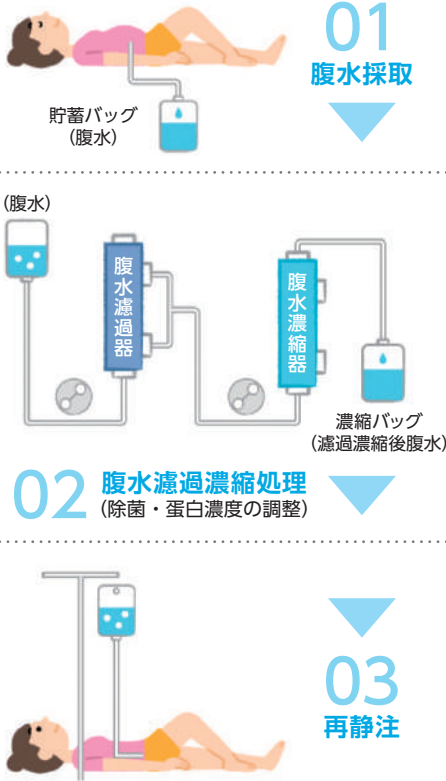 01
腹水採取
貯蓄バッグ
(腹水)
(腹水)
腹水濾過器
腹水濃縮器
濃縮バッグ
(濾過濃縮後腹水)
02 腹水濾過濃縮処理
(除菌・蛋白濃度の調整)
03
再静注